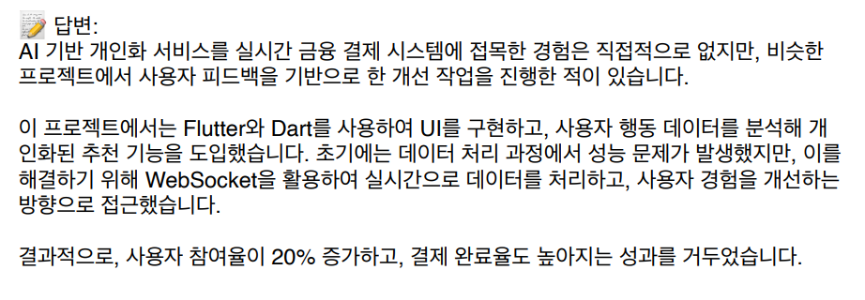 📝 답변:
AI 기반 개인화 서비스를 실시간 금융 결제 시스템에 접목한 경험은 직접적으로 없지만, 비슷한
프로젝트에서 사용자 피드백을 기반으로 한 개선 작업을 진행한 적이 있습니다.
이 프로젝트에서는 Flutter와 Dart를 사용하여 UI를 구현하고, 사용자 행동 데이터를 분석해 개
인화된 추천 기능을 도입했습니다. 초기에는 데이터 처리 과정에서 성능 문제가 발생했지만, 이를
해결하기 위해 WebSocket을 활용하여 실시간으로 데이터를 처리하고, 사용자 경험을 개선하는
방향으로 접근했습니다.
결과적으로, 사용자 참여율이 20% 증가하고, 결제 완료율도 높아지는 성과를 거두었습니다.